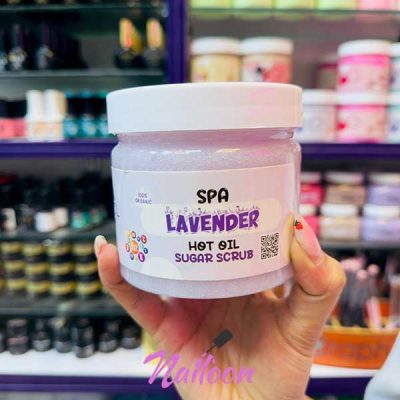 100%
ORGANIC
SPA
LAVENDER
HOT OIL
SUGAR SCRUB
Nailoon